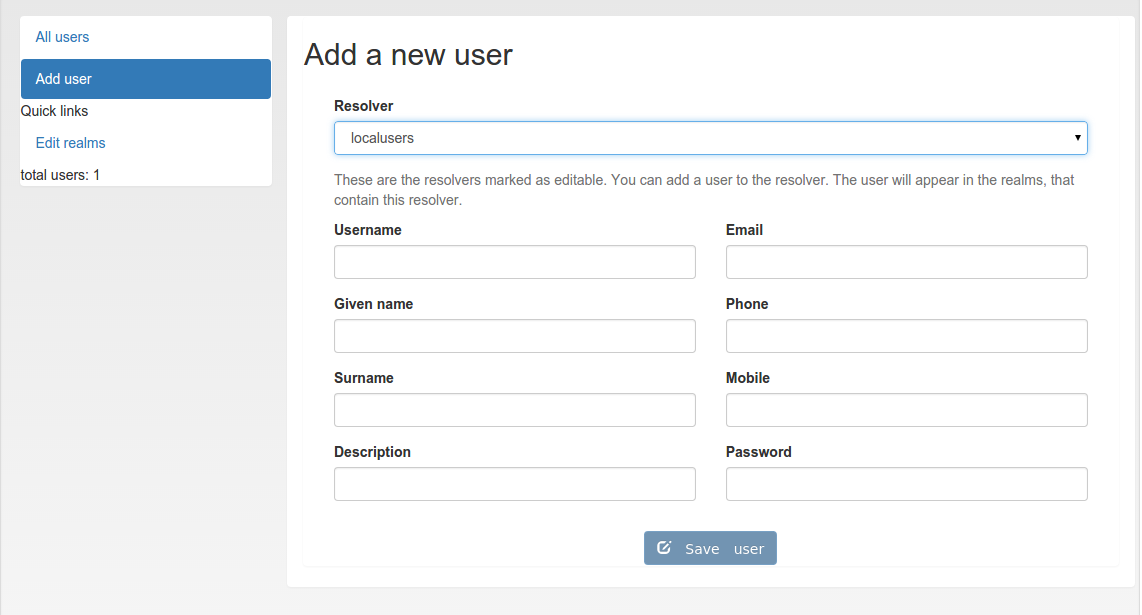 All users
Add user
Quick links
Edit realms
total users: 1
Add a new user
Resolver
localusers
These are the resolvers marked as editable. You can add a user to the resolver. The user will appear in the realms, that
contain this resolver.
Username
Email
Given name
Phone
Surname
Mobile
Description
Password
Save user